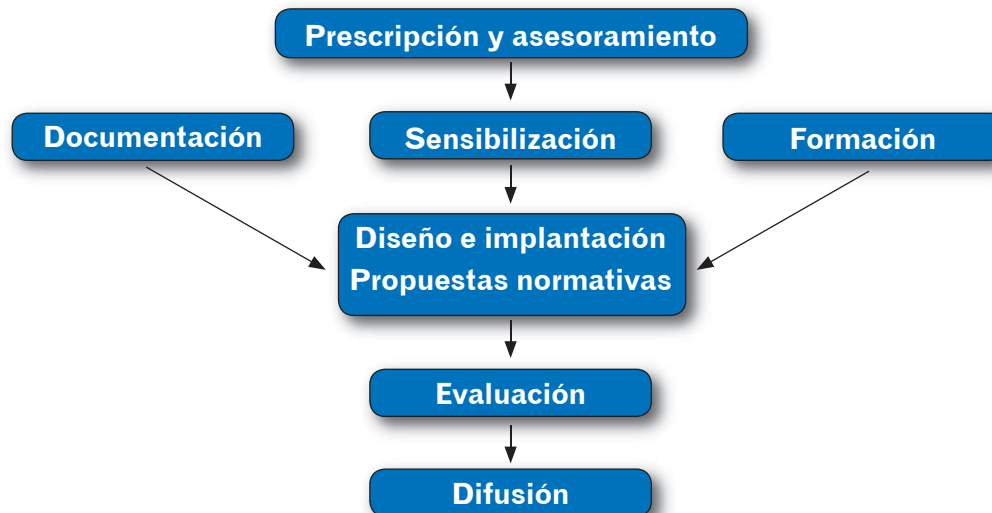 Prescripción y asesoramiento
Documentación
Sensibilización
Formación
Diseño e implantación
Propuestas normativas
Evaluación
Difusión